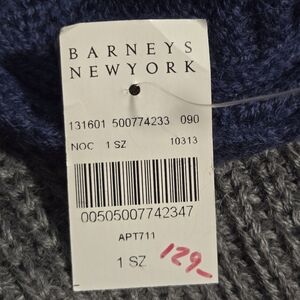 BARNEYS
NEWYORK
131601 500774233 090
NOC 1 SZ 10313
00505007742347
APT711
1 SZ 129-